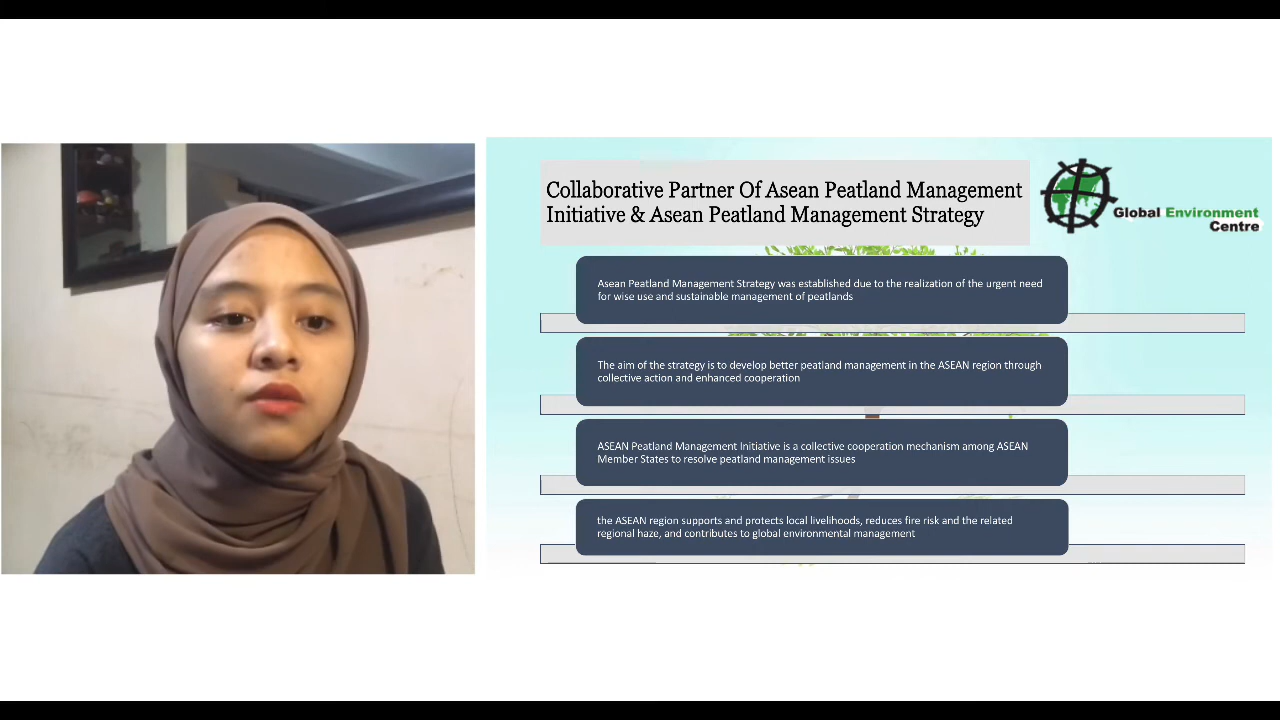 Collaborative Partner Of Asean Peatland Management
Initiative & Asean Peatland Management Strategy
Global Environment
Centre
Asean Peatland Management Strategy was established due to the realization of the urgent need
for wise use and sustainable management of peatlands
The aim of the strategy is to develop better peatland management in the ASEAN region through
collective action and enhanced cooperation
ASEAN Peatland Management Initiative is a collective cooperation mechanism among ASEAN
Member States to resolve peatland management issues
the ASEAN region supports and protects local livelihoods, reduces fire risk and the related
regional haze, and contributes to global environmental management